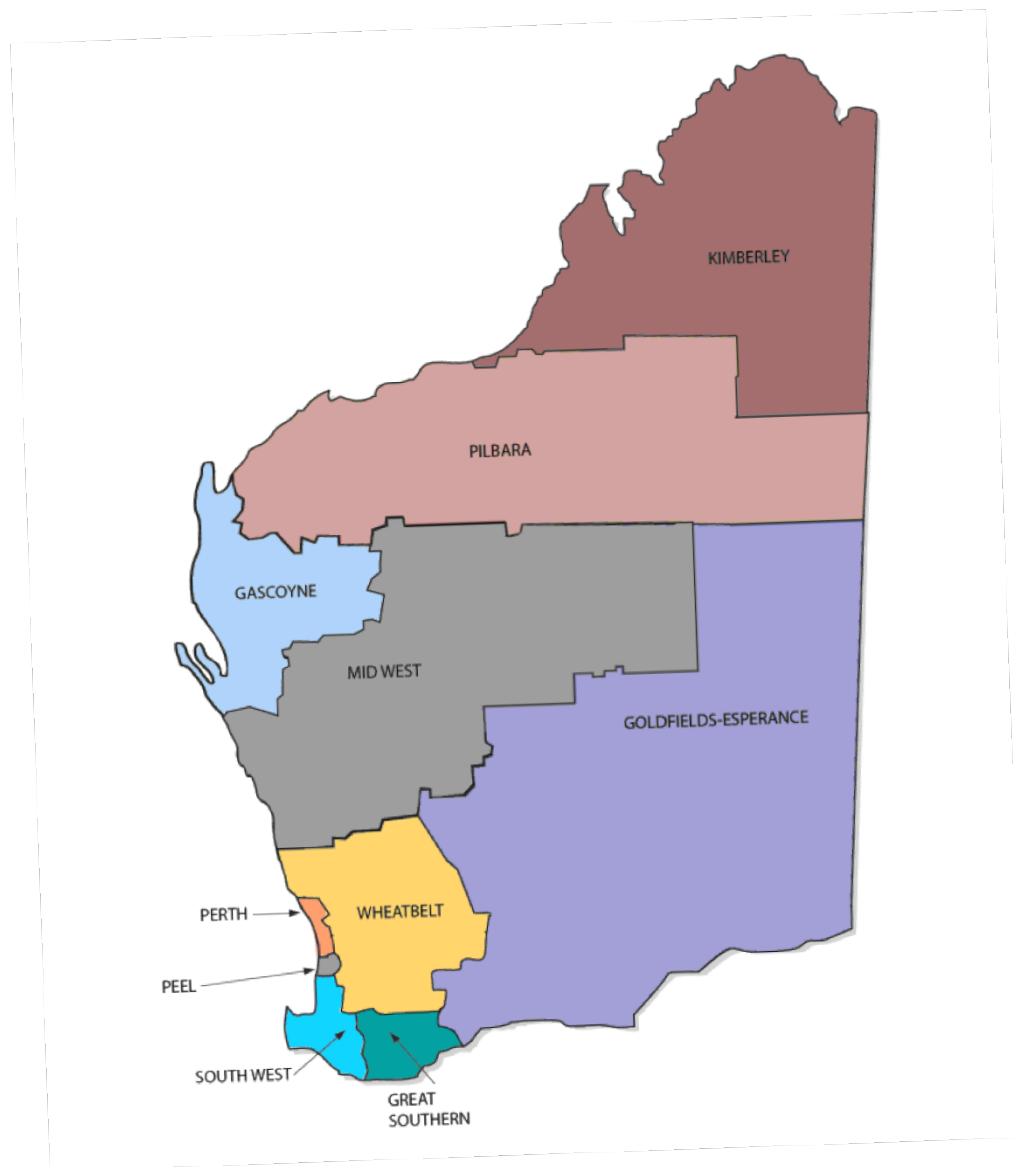 KIMBERLEY
PILBARA
GASCOYNE
MID WEST
GOLDFIELDS-ESPERANCE
PERTH
WHEATBELT
PEEL
SOUTH WEST
GREAT
SOUTHERN